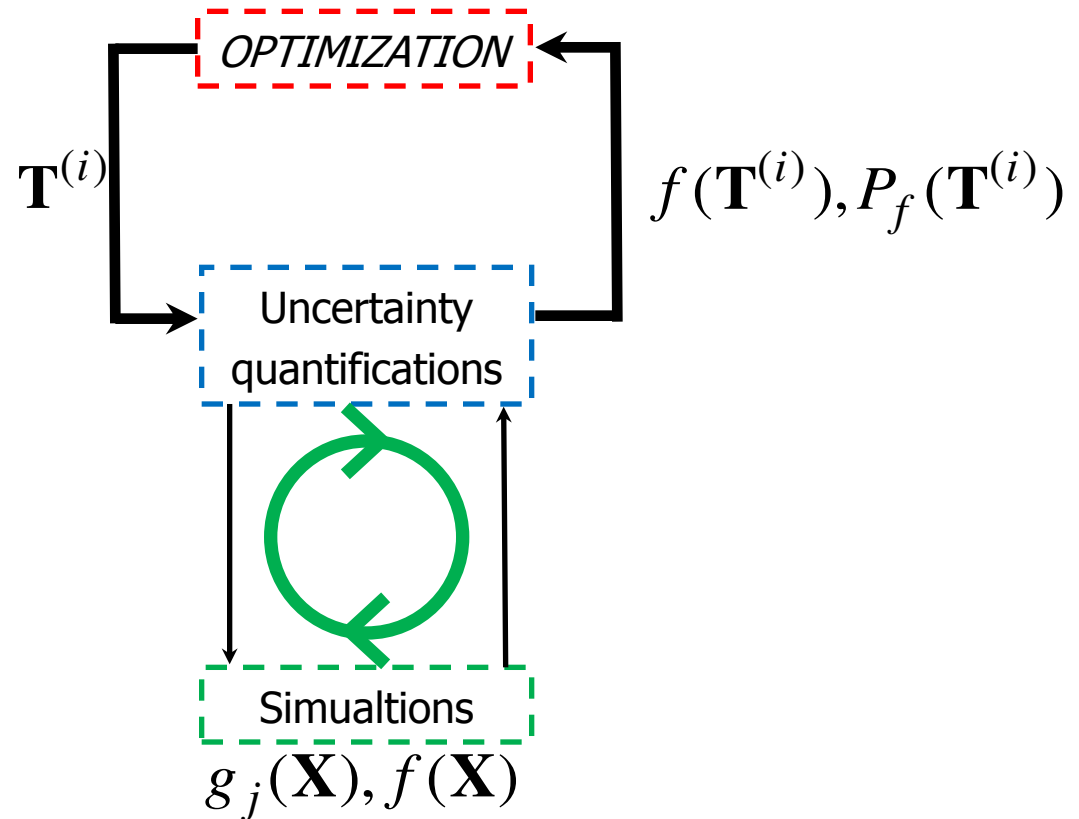 OPTIMIZATION
𝐓⁽ⁱ⁾
f(𝐓⁽ⁱ⁾), P_f(𝐓⁽ⁱ⁾)
Uncertainty
quantifications
Simualtions
g_j(𝐗), f(𝐗)